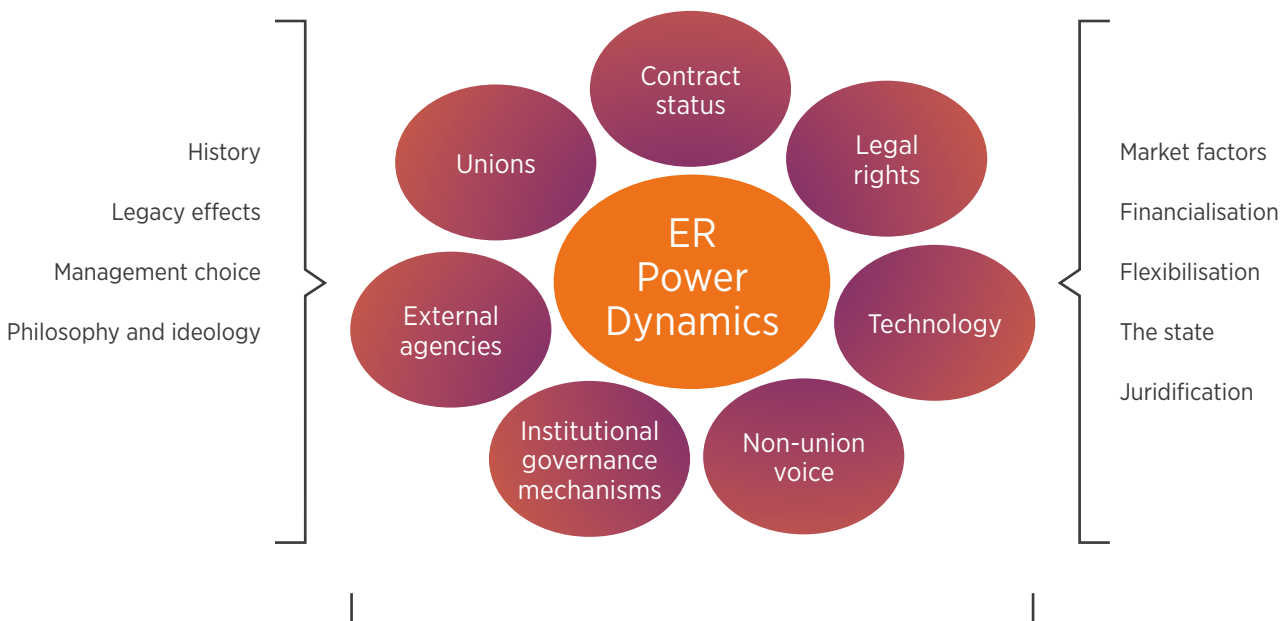 History
Legacy effects
Management choice
Philosophy and ideology
Contract
status
Unions
Legal
rights
ER
Power
Dynamics
External
agencies
Technology
Institutional
governance
mechanisms
Non-union
voice
Market factors
Financialisation
Flexibilisation
The state
Juridification